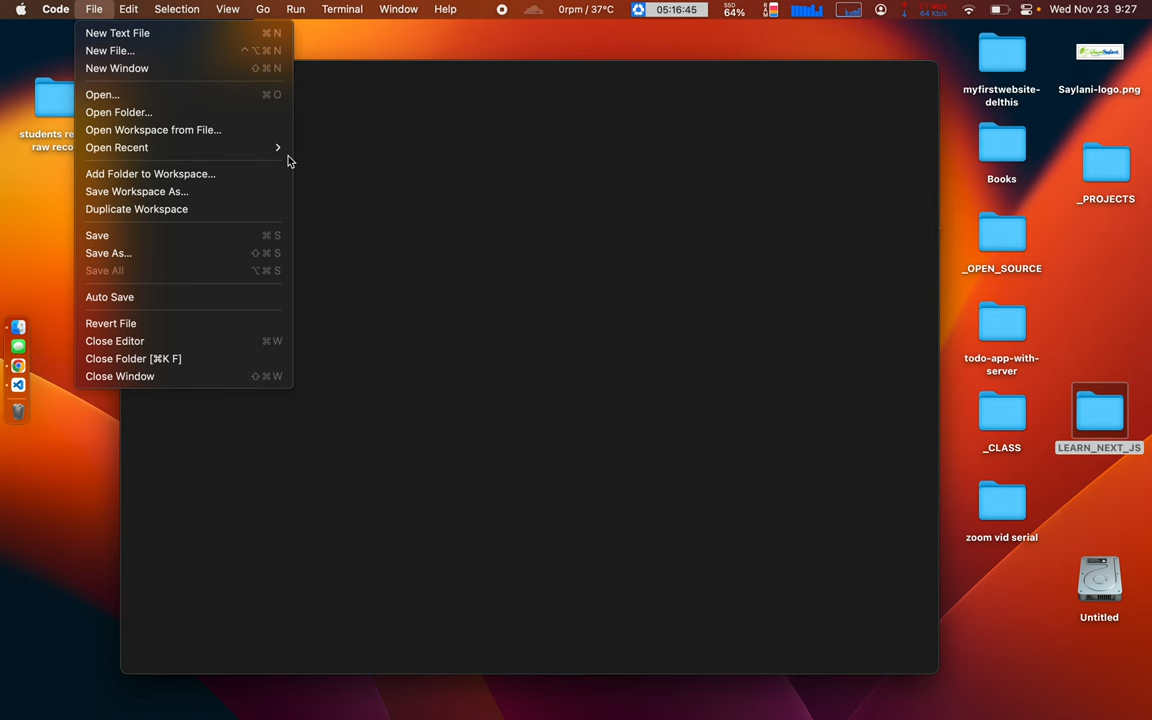 Code File Edit Selection View Go Run Terminal Window Help 0rpm / 37°C 05:16:45 SSD 64% Wed Nov 23 9:27
New Text File ⌘ N
New File... ^⌥⌘ N
New Window ⇧⌘ N
Open... ⌘ O
Open Folder...
Open Workspace from File...
Open Recent
Add Folder to Workspace...
Save Workspace As...
Duplicate Workspace
Save ⌘ S
Save As... ⇧⌘ S
Save All ⌥⌘ S
Auto Save
Revert File
Close Editor ⌘W
Close Folder [⌘K F]
Close Window ⇧⌘W
students re
raw reco
myfirstwebsite-
delthis
Saylani-logo.png
Books
_PROJECTS
_OPEN_SOURCE
todo-app-with-
server
_CLASS
LEARN_NEXT_JS
zoom vid serial
Untitled